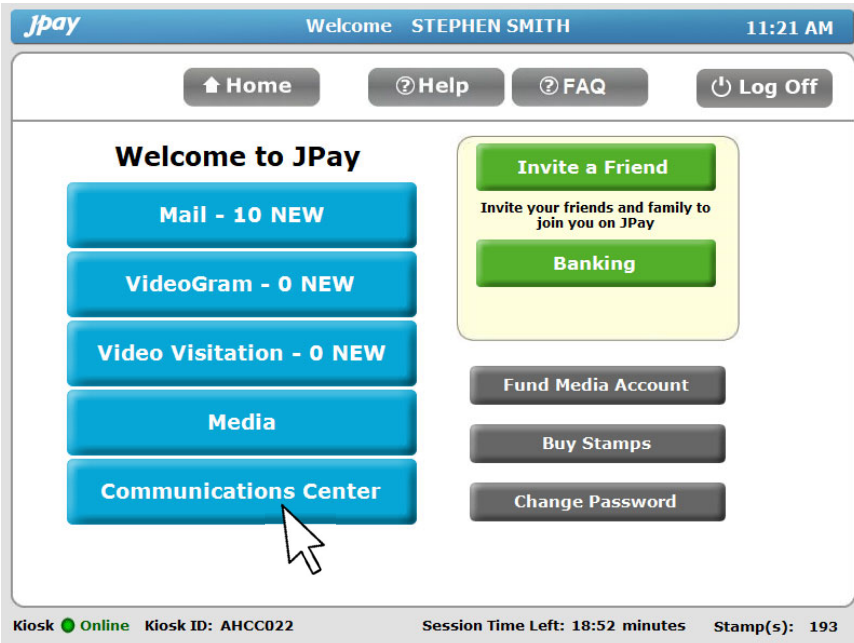 Jpay Welcome STEPHEN SMITH 11:21 AM
Home Help FAQ Log Off
Welcome to JPay
Mail - 10 NEW
VideoGram - 0 NEW
Video Visitation - 0 NEW
Media
Communications Center
Invite a Friend
Invite your friends and family to
join you on JPay
Banking
Fund Media Account
Buy Stamps
Change Password
Kiosk Online Kiosk ID: AHCC022 Session Time Left: 18:52 minutes Stamp(s): 193